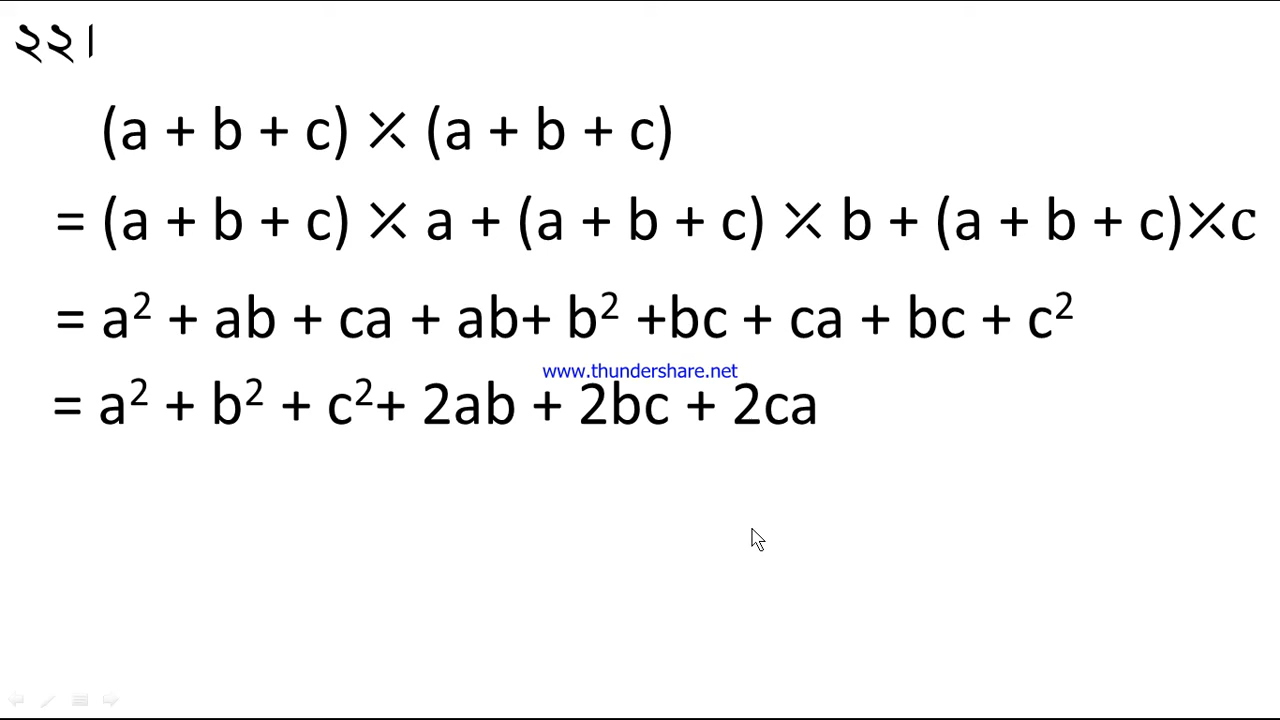 ২২।
(a + b + c) × (a + b + c)
= (a + b + c) × a + (a + b + c) × b + (a + b + c)×c
= a² + ab + ca + ab+ b² +bc + ca + bc + c²
www.thundershare.net
= a² + b² + c²+ 2ab + 2bc + 2ca